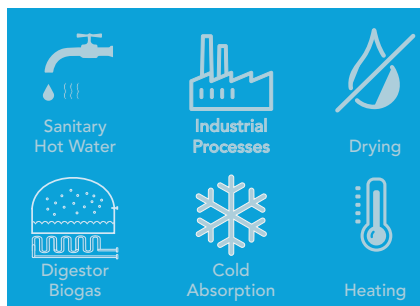 Sanitary
Hot Water
Industrial
Processes
Drying
Digestor
Biogas
Cold
Absorption
Heating